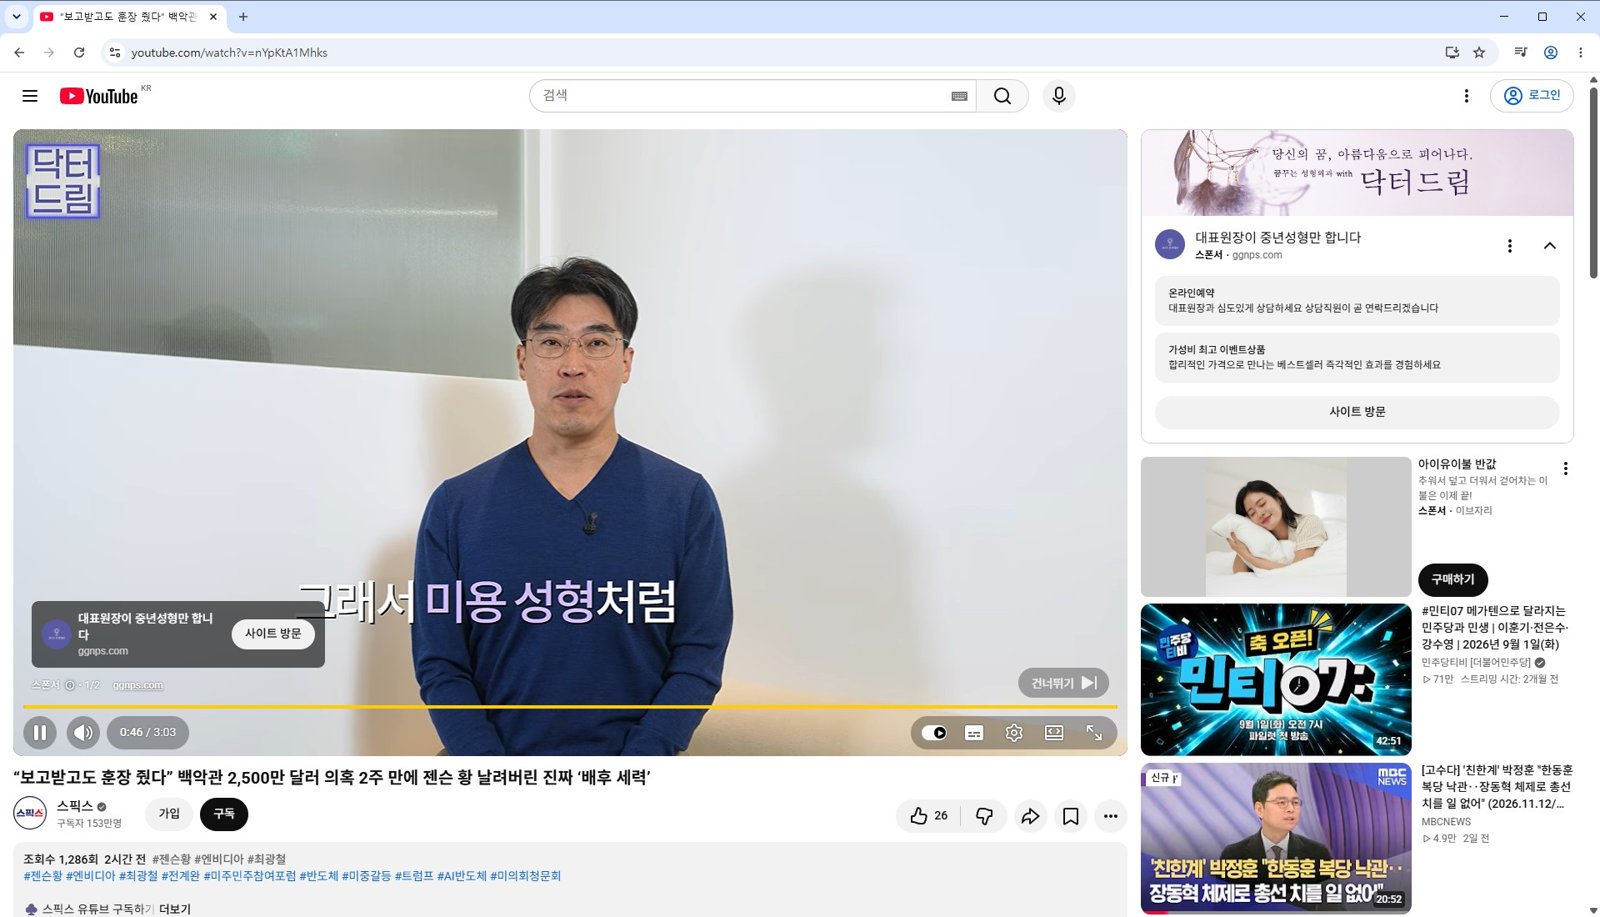 “보고받고도 훈장 줬다” 백악관
youtube.com/watch?v=nYpKtA1Mhks
YouTube KR
검색
로그인
닥터
드림
그래서 미용 성형처럼
대표원장이 중년성형만 합니
다
ggnps.com
사이트 방문
스폰서 · 1/2 ggnps.com
건너뛰기
0:46 / 3:03
“보고받고도 훈장 줬다” 백악관 2,500만 달러 의혹 2주 만에 젠슨 황 날려버린 진짜 ‘배후 세력’
스픽스
스픽스
구독자 153만명
가입
구독
26
조회수 1,286회 2시간 전 #젠슨황 #엔비디아 #최광철
#젠슨황 #엔비디아 #최광철 #전계완 #미주민주참여포럼 #반도체 #미중갈등 #트럼프 #AI반도체 #미의회청문회
스픽스 유튜브 구독하기 더보기
당신의 꿈, 아름다움으로 피어나다.
꿈꾸는 성형외과 with 닥터드림
대표원장이 중년성형만 합니다
스폰서 · ggnps.com
온라인예약
대표원장과 심도있게 상담하세요 상담직원이 곧 연락드리겠습니다
가성비 최고 이벤트상품
합리적인 가격으로 만나는 베스트셀러 즉각적인 효과를 경험하세요
사이트 방문
아이유이불 반값
추워서 덮고 더워서 걷어차는 이
불은 이제 끝!
스폰서 · 이브자리
구매하기
민주당
티비
축 오픈!
민티07:
9월 1일(화) 오전 7시
파일럿 첫 방송
42:51
#민티07 메가텐으로 달라지는
민주당과 민생 | 이훈기·전은수·
강수영 | 2026년 9월 1일(화)
민주당티비 [더불어민주당]
71만 스트리밍 시간: 2개월 전
신규
MBC
NEWS
'친한계' 박정훈 "한동훈 복당 낙관‥
장동혁 체제로 총선 치를 일 없어"
20:52
[고수다] '친한계' 박정훈 "한동훈
복당 낙관‥장동혁 체제로 총선
치를 일 없어" (2026.11.12/…
MBCNEWS
4.9만 2일 전